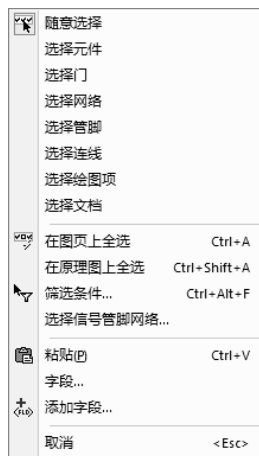 随意选择
选择元件
选择门
选择网络
选择管脚
选择连线
选择绘图项
选择文档
在图页上全选 Ctrl+A
在原理图上全选 Ctrl+Shift+A
筛选条件... Ctrl+Alt+F
选择信号管脚网络...
粘贴(P) Ctrl+V
字段...
添加字段...
取消 <Esc>